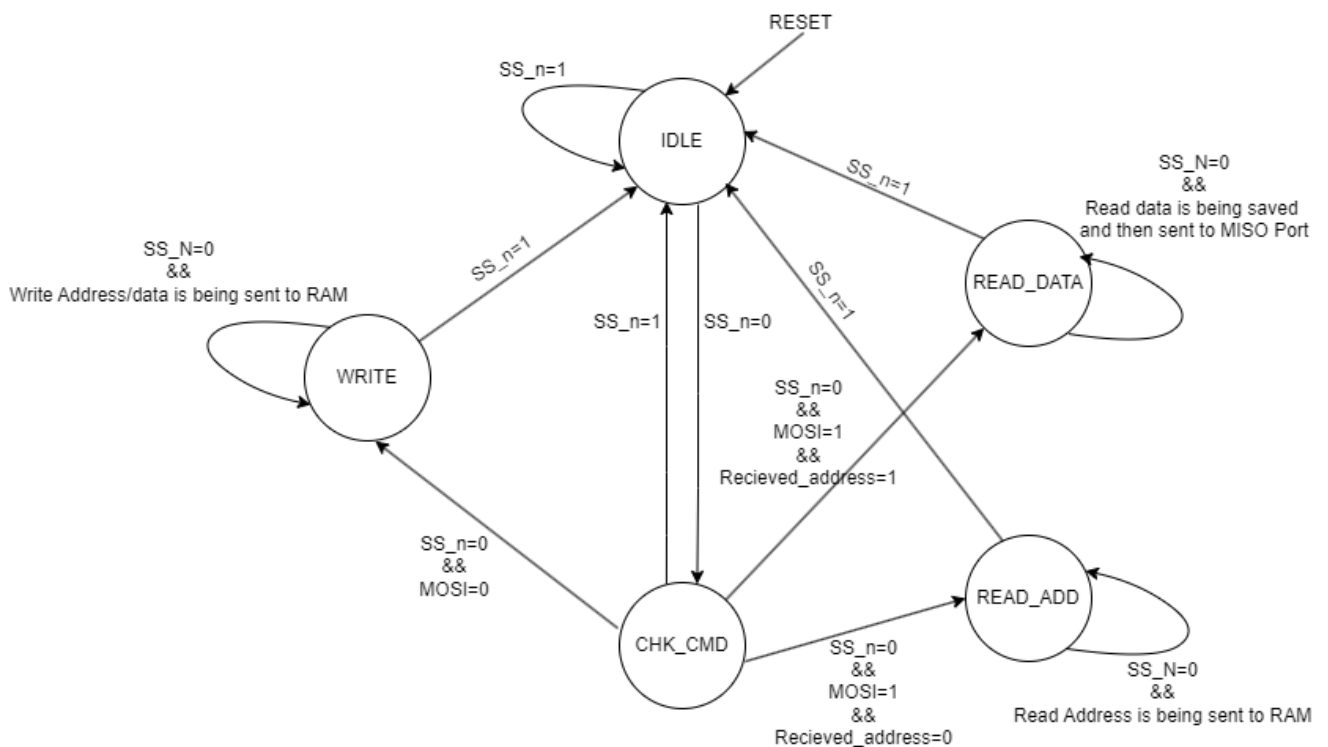 RESET
SS_n=1
IDLE
SS_n=1
SS_N=0
&&
Read data is being saved
and then sent to MISO Port
READ_DATA
SS_N=0
&&
Write Address/data is being sent to RAM
SS_n=1
WRITE
SS_n=1
SS_n=0
SS_n=1
SS_n=0
&&
MOSI=1
&&
Recieved_address=1
SS_n=0
&&
MOSI=0
CHK_CMD
READ_ADD
SS_n=0
&&
MOSI=1
&&
Recieved_address=0
SS_N=0
&&
Read Address is being sent to RAM